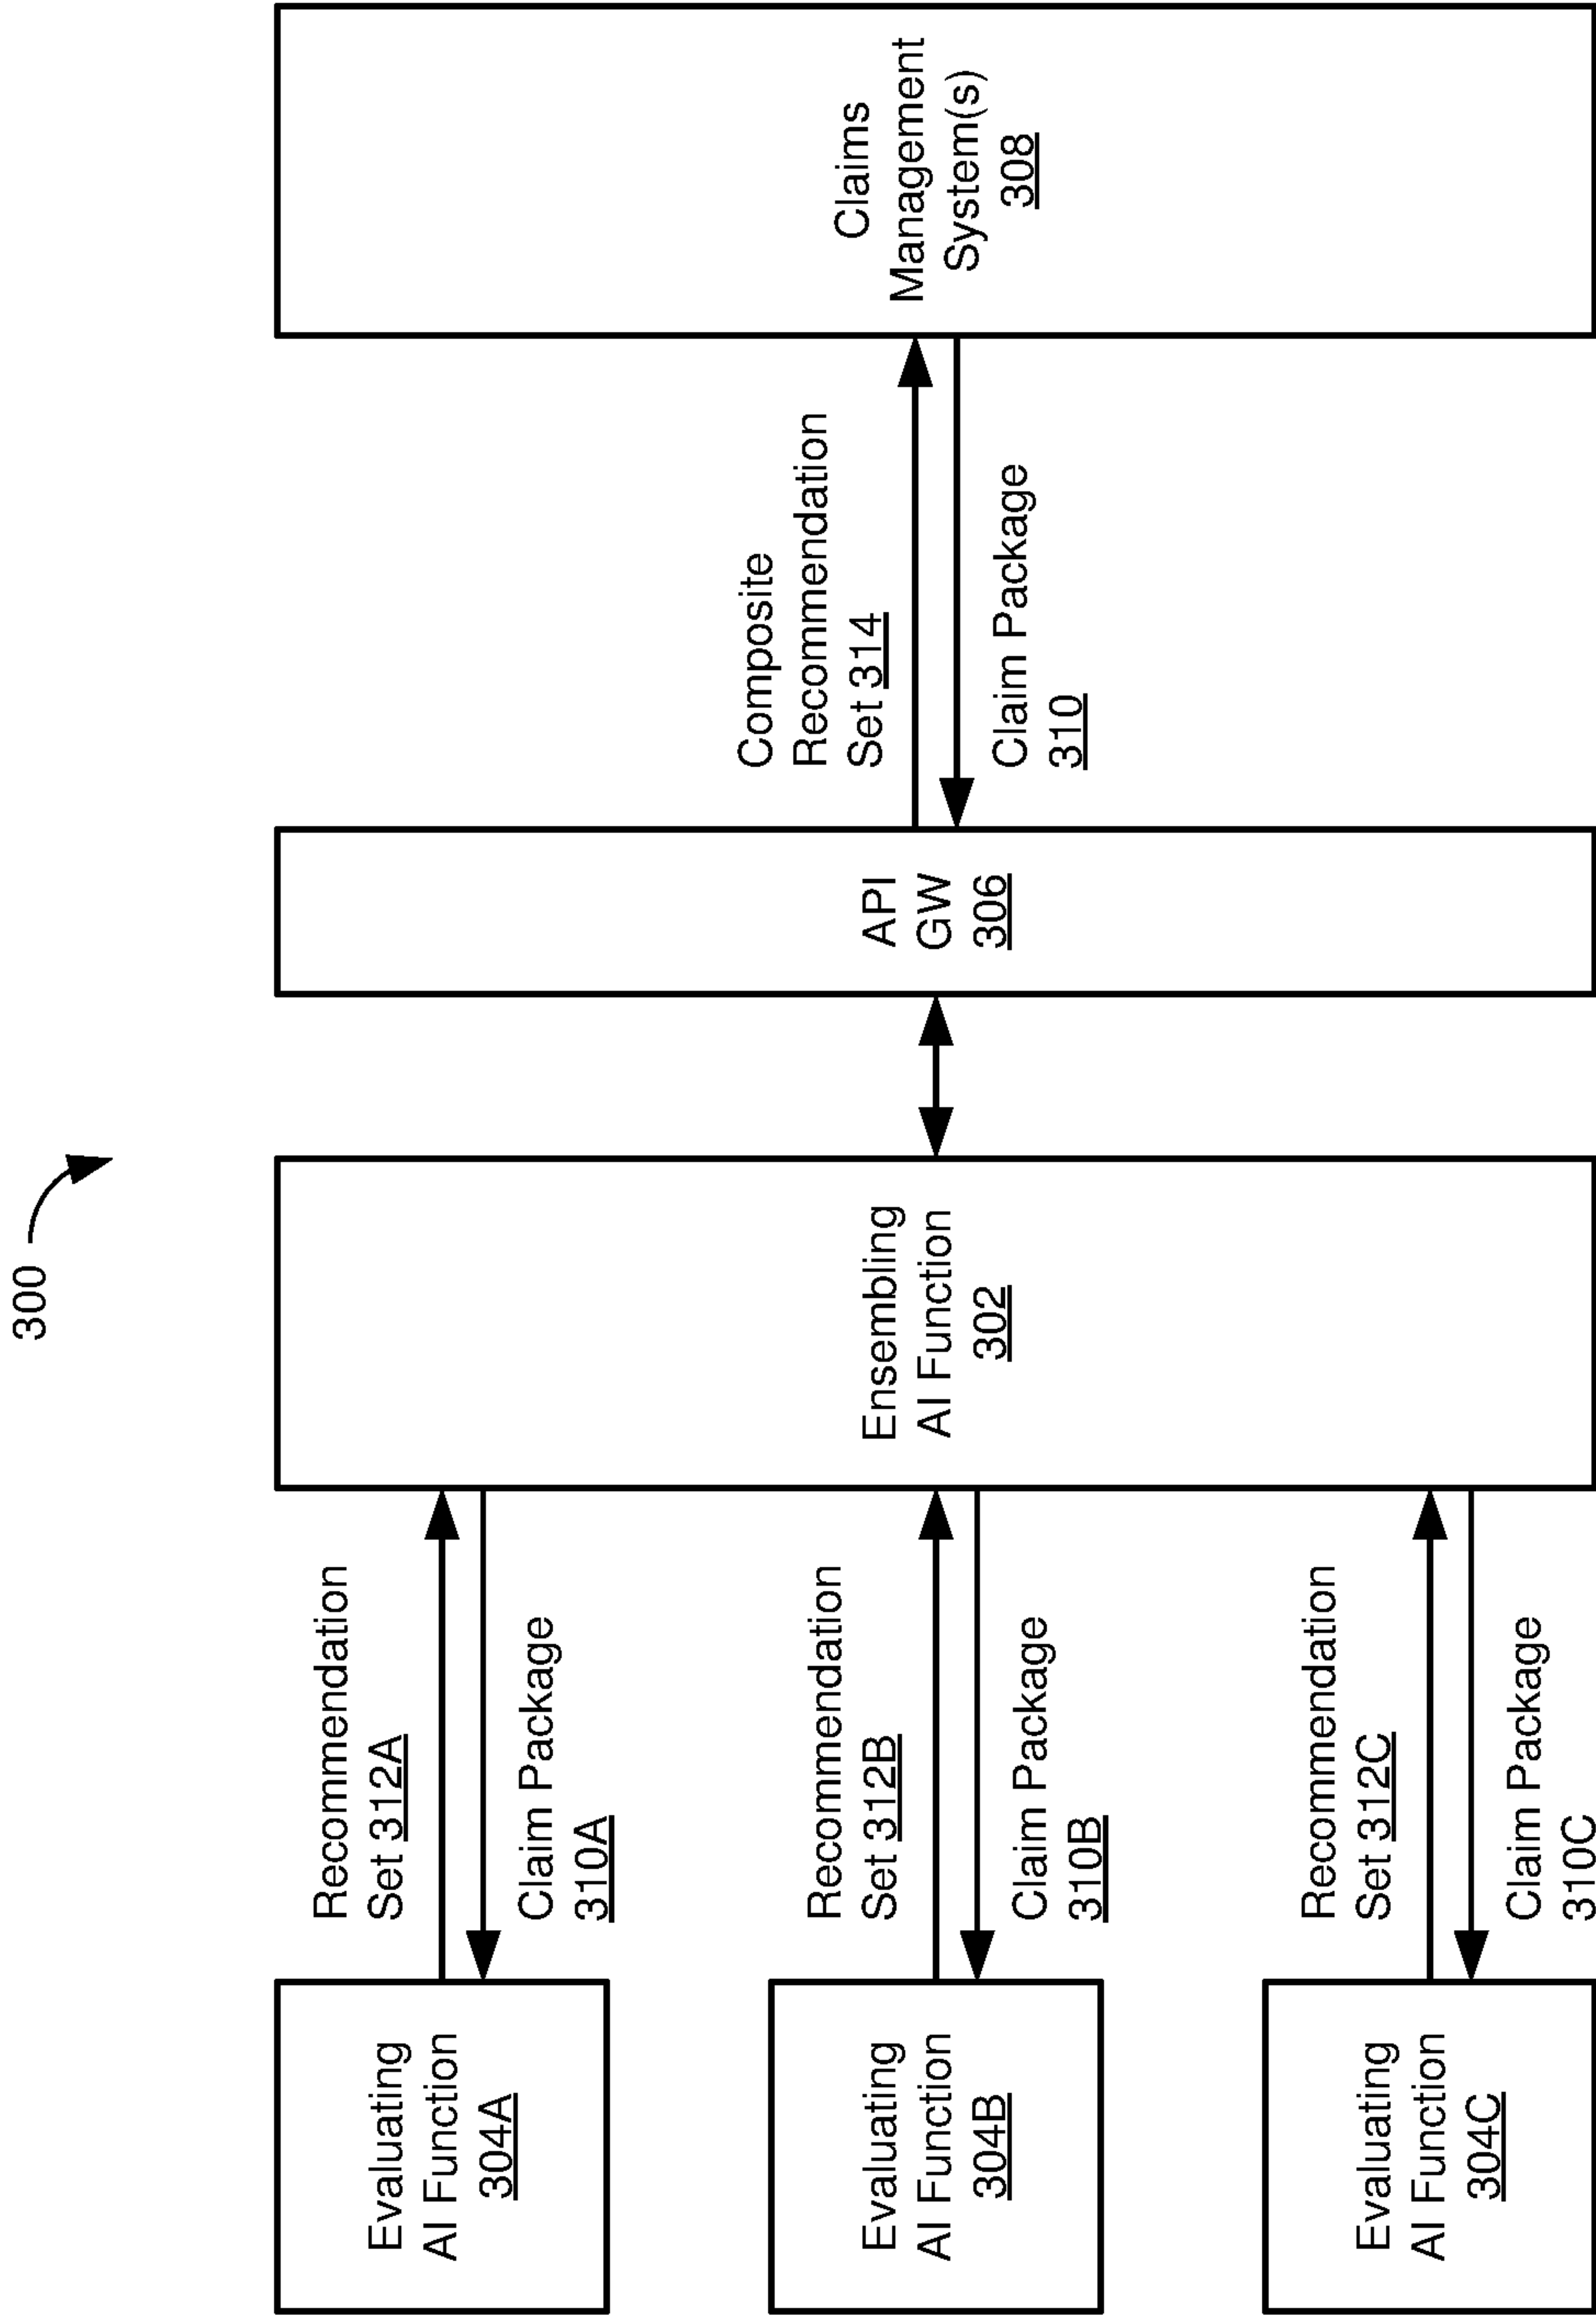 300
Evaluating
AI Function
304A
Recommendation
Set 312A
Claim Package
310A
Evaluating
AI Function
304B
Recommendation
Set 312B
Claim Package
310B
Evaluating
AI Function
304C
Recommendation
Set 312C
Claim Package
310C
Ensembling
AI Function
302
API
GW
306
Composite
Recommendation
Set 314
Claim Package
310
Claims
Management
System(s)
308